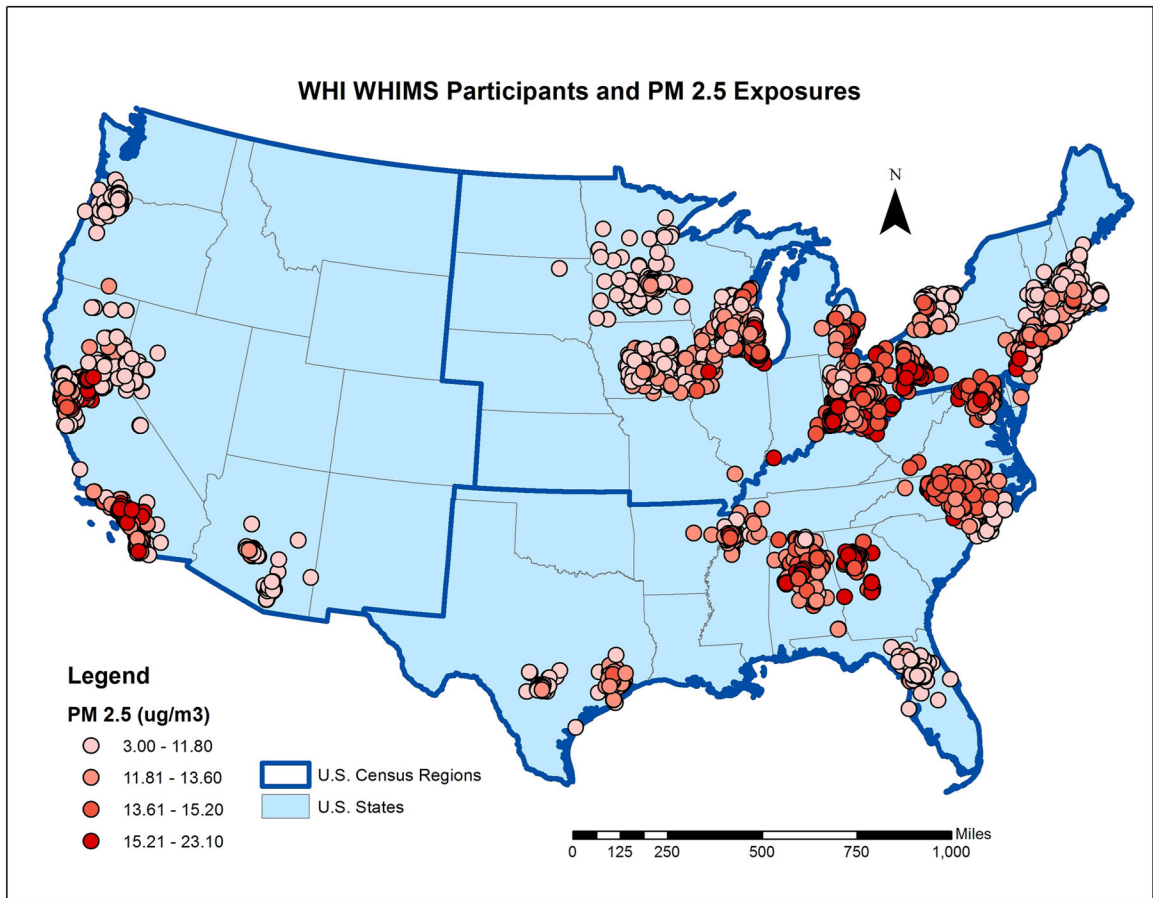 WHI WHIMS Participants and PM 2.5 Exposures
N
Legend
PM 2.5 (ug/m3)
3.00 - 11.80
11.81 - 13.60
13.61 - 15.20
15.21 - 23.10
U.S. Census Regions
U.S. States
Miles
0 125 250 500 750 1,000